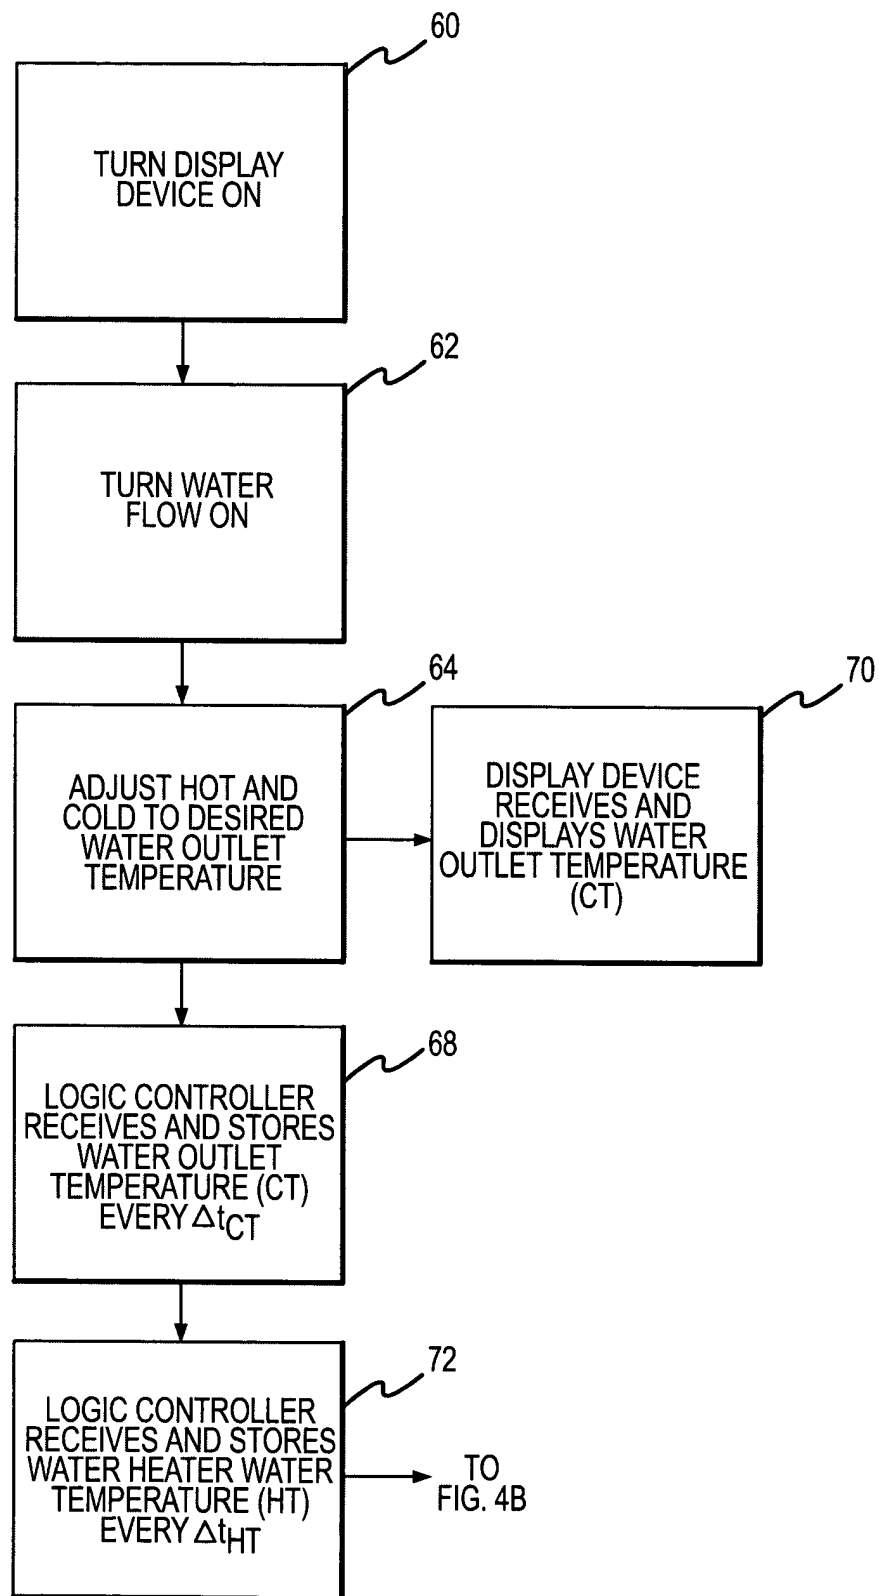 60
TURN DISPLAY
DEVICE ON
62
TURN WATER
FLOW ON
64
ADJUST HOT AND
COLD TO DESIRED
WATER OUTLET
TEMPERATURE
70
DISPLAY DEVICE
RECEIVES AND
DISPLAYS WATER
OUTLET TEMPERATURE
(CT)
68
LOGIC CONTROLLER
RECEIVES AND STORES
WATER OUTLET
TEMPERATURE (CT)
EVERY ΔtCT
72
LOGIC CONTROLLER
RECEIVES AND STORES
WATER HEATER WATER
TEMPERATURE (HT)
EVERY ΔtHT
TO
FIG. 4B